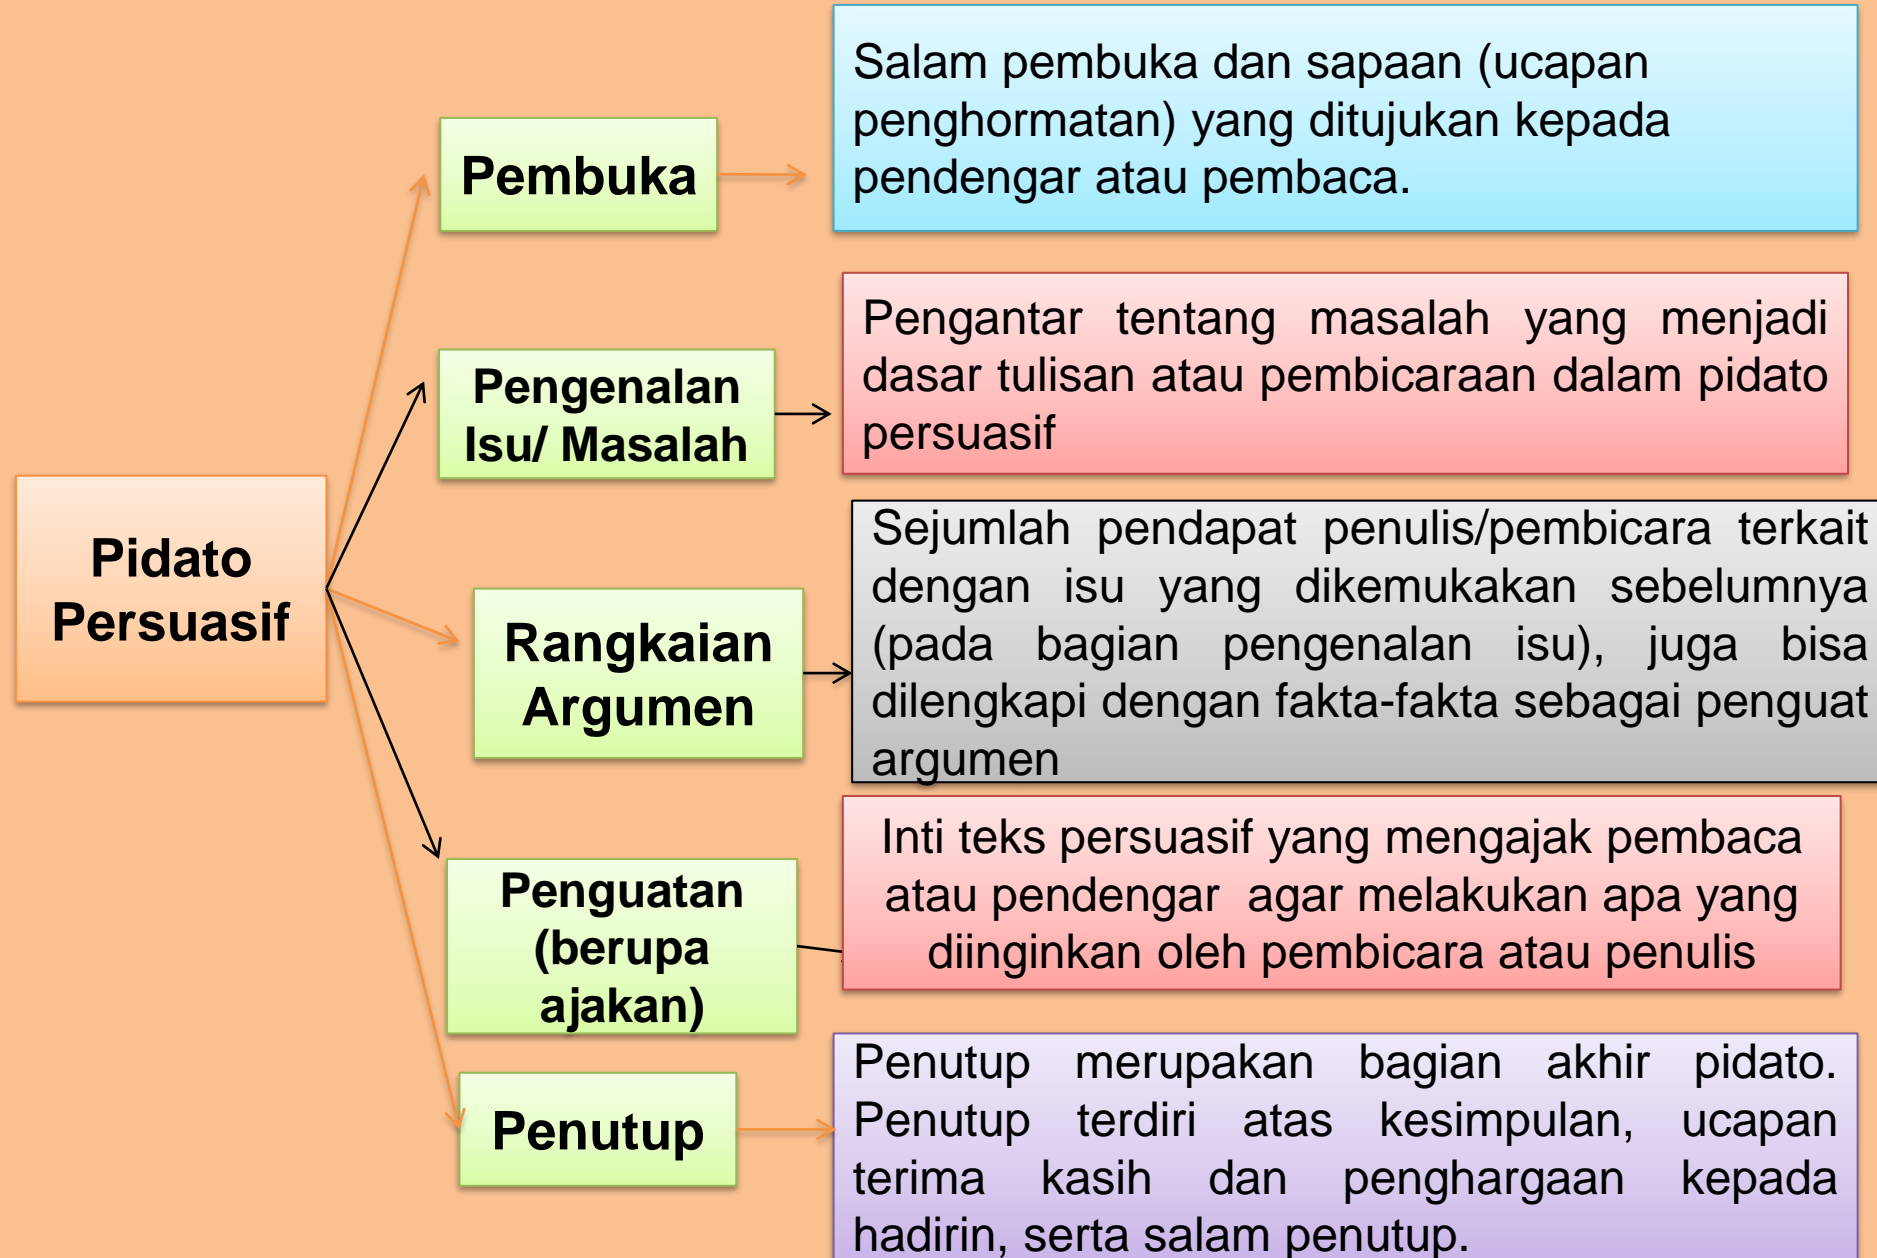 Pidato
Persuasif
Pembuka
Salam pembuka dan sapaan (ucapan
penghormatan) yang ditujukan kepada
pendengar atau pembaca.
Pengenalan
Isu/ Masalah
Pengantar tentang masalah yang menjadi
dasar tulisan atau pembicaraan dalam pidato
persuasif
Rangkaian
Argumen
Sejumlah pendapat penulis/pembicara terkait
dengan isu yang dikemukakan sebelumnya
(pada bagian pengenalan isu), juga bisa
dilengkapi dengan fakta-fakta sebagai penguat
argumen
Penguatan
(berupa
ajakan)
Inti teks persuasif yang mengajak pembaca
atau pendengar agar melakukan apa yang
diinginkan oleh pembicara atau penulis
Penutup
Penutup merupakan bagian akhir pidato.
Penutup terdiri atas kesimpulan, ucapan
terima kasih dan penghargaan kepada
hadirin, serta salam penutup.